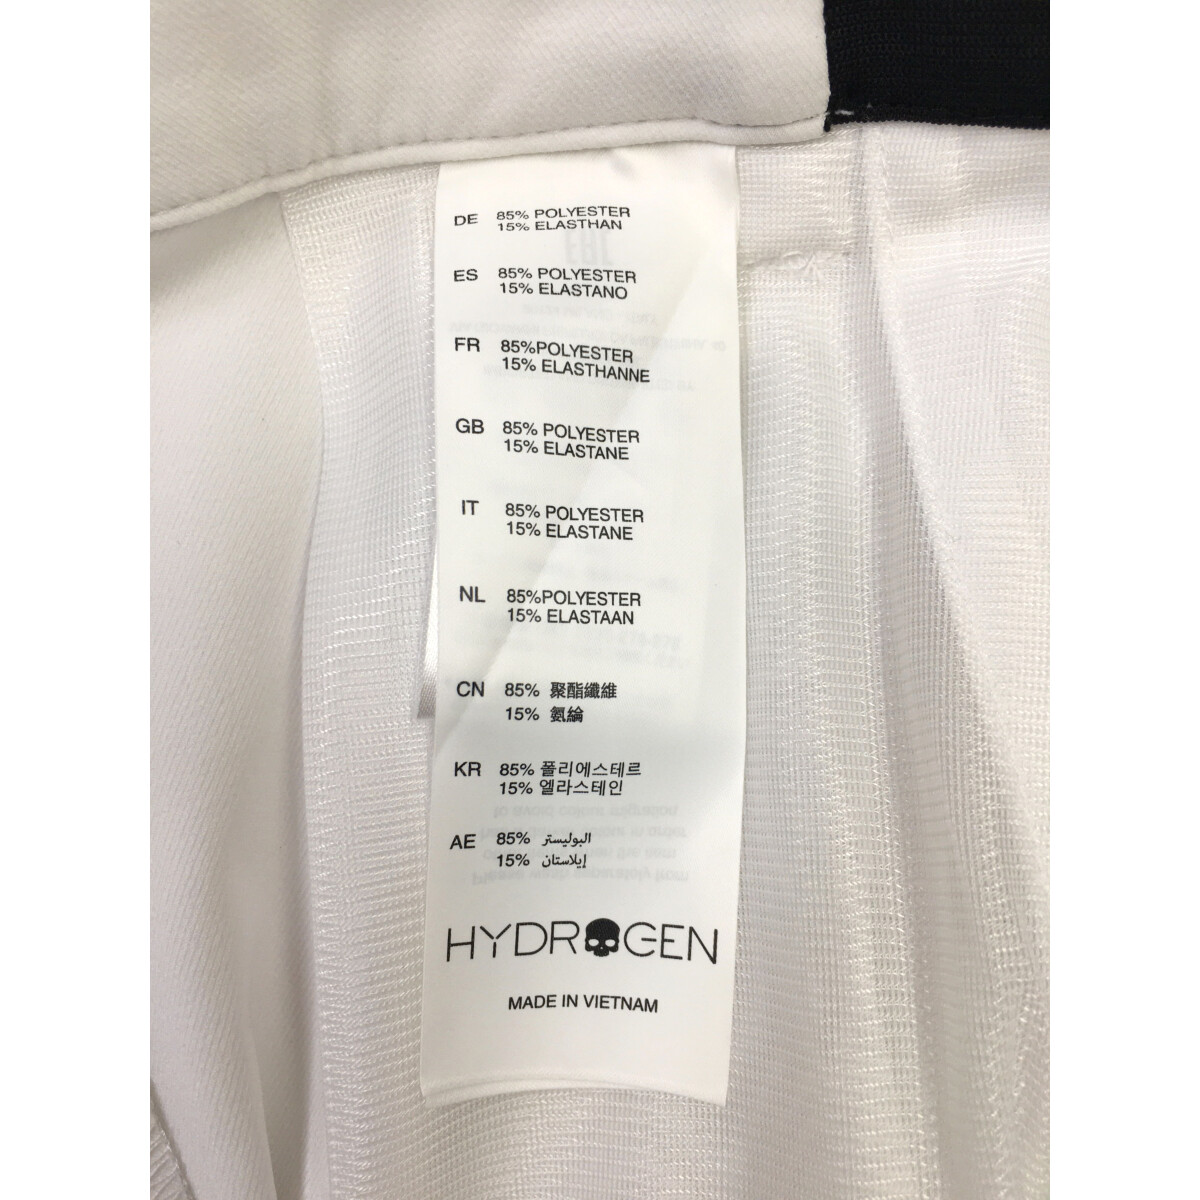 DE 85% POLYESTER
15% ELASTHAN
ES 85% POLYESTER
15% ELASTANO
FR 85%POLYESTER
15% ELASTHANNE
GB 85% POLYESTER
15% ELASTANE
IT 85% POLYESTER
15% ELASTANE
NL 85%POLYESTER
15% ELASTAAN
CN 85% 聚酯纖維
15% 氨綸
KR 85% 폴리에스테르
15% 엘라스테인
AE 85% البوليستر
15% إيلاستان
HYDROGEN
MADE IN VIETNAM